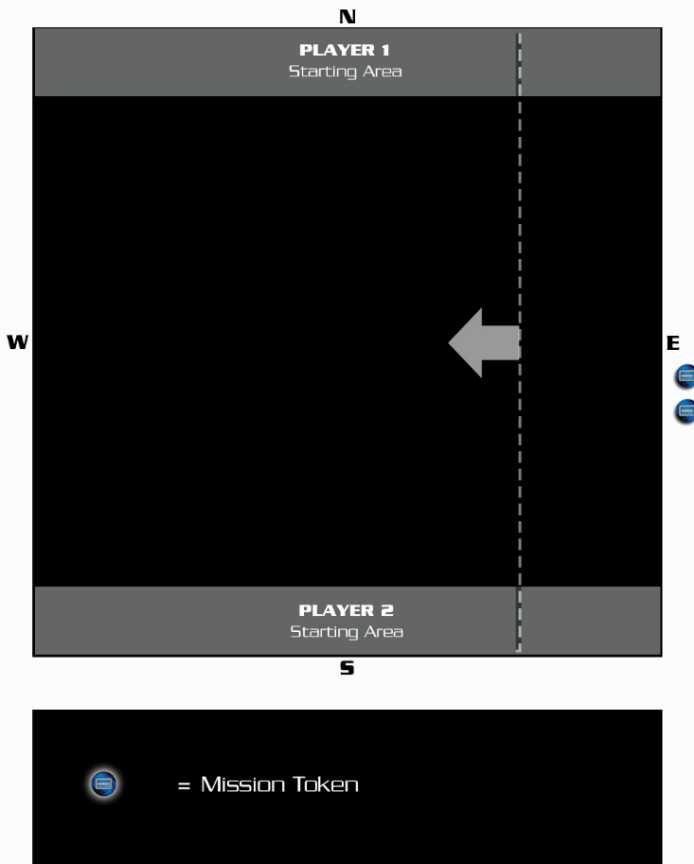 N
PLAYER 1
Starting Area
W
E
PLAYER 2
Starting Area
S
= Mission Token